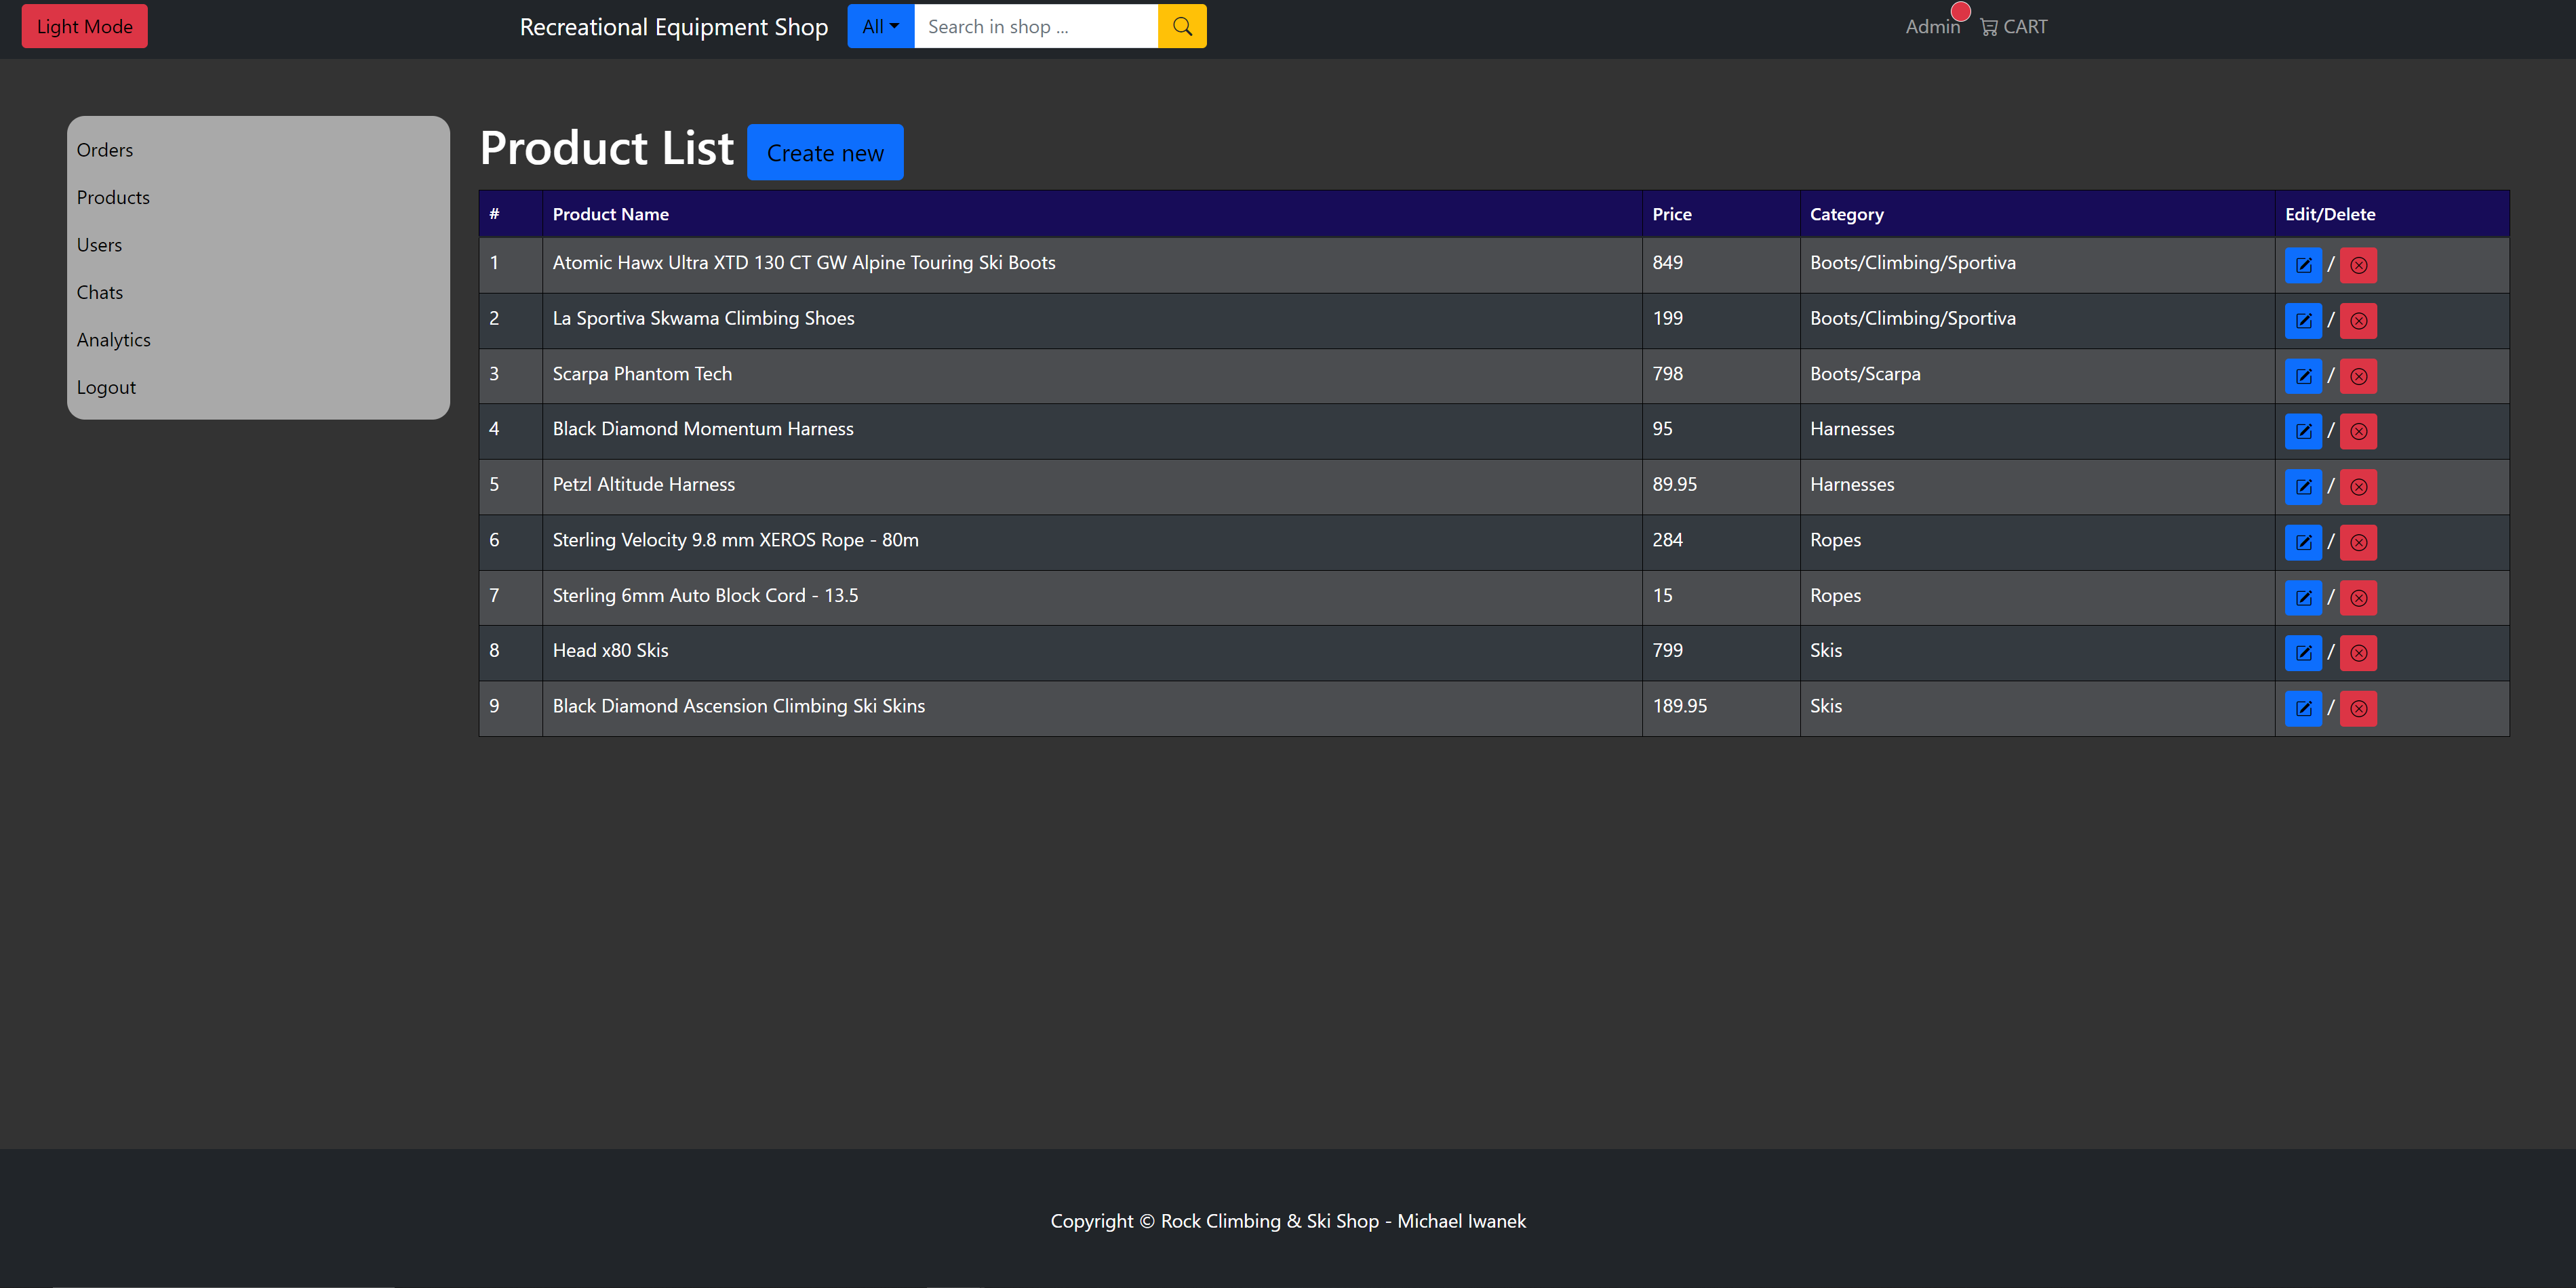 Light Mode
Recreational Equipment Shop
All
Search in shop ...
Admin
CART
Orders
Products
Users
Chats
Analytics
Logout
Product List
Create new
# Product Name Price Category Edit/Delete
1 Atomic Hawx Ultra XTD 130 CT GW Alpine Touring Ski Boots 849 Boots/Climbing/Sportiva /
2 La Sportiva Skwama Climbing Shoes 199 Boots/Climbing/Sportiva /
3 Scarpa Phantom Tech 798 Boots/Scarpa /
4 Black Diamond Momentum Harness 95 Harnesses /
5 Petzl Altitude Harness 89.95 Harnesses /
6 Sterling Velocity 9.8 mm XEROS Rope - 80m 284 Ropes /
7 Sterling 6mm Auto Block Cord - 13.5 15 Ropes /
8 Head x80 Skis 799 Skis /
9 Black Diamond Ascension Climbing Ski Skins 189.95 Skis /
Copyright © Rock Climbing & Ski Shop - Michael Iwanek